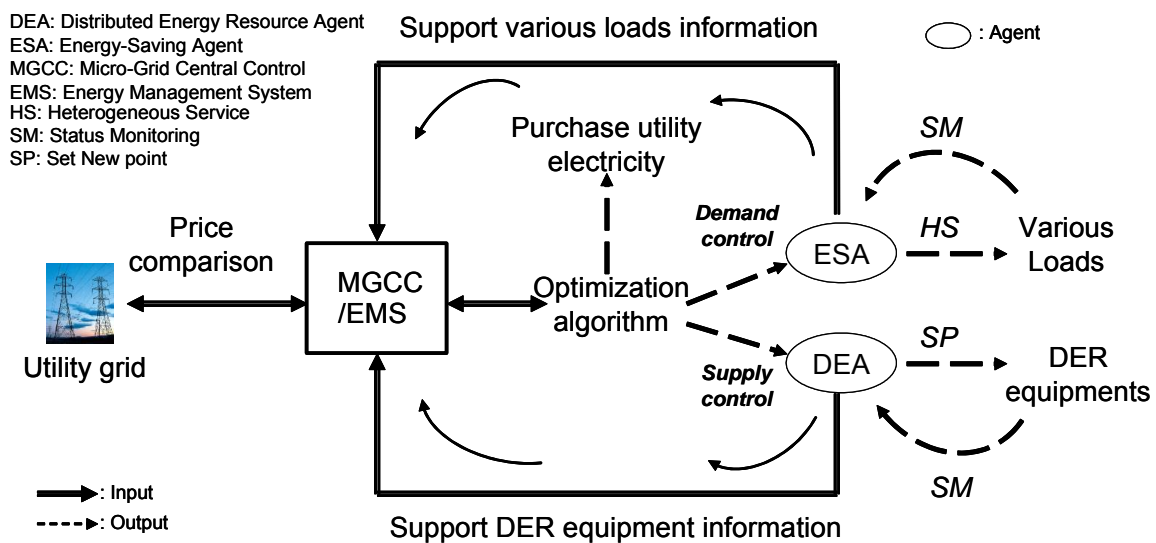 DEA: Distributed Energy Resource Agent
ESA: Energy-Saving Agent
MGCC: Micro-Grid Central Control
EMS: Energy Management System
HS: Heterogeneous Service
SM: Status Monitoring
SP: Set New point
Support various loads information
: Agent
Purchase utility
electricity
SM
Demand
control
ESA
HS
Various
Loads
Price
comparison
MGCC
/EMS
Optimization
algorithm
Utility grid
Supply
control
DEA
SP
DER
equipments
SM
: Input
: Output
Support DER equipment information